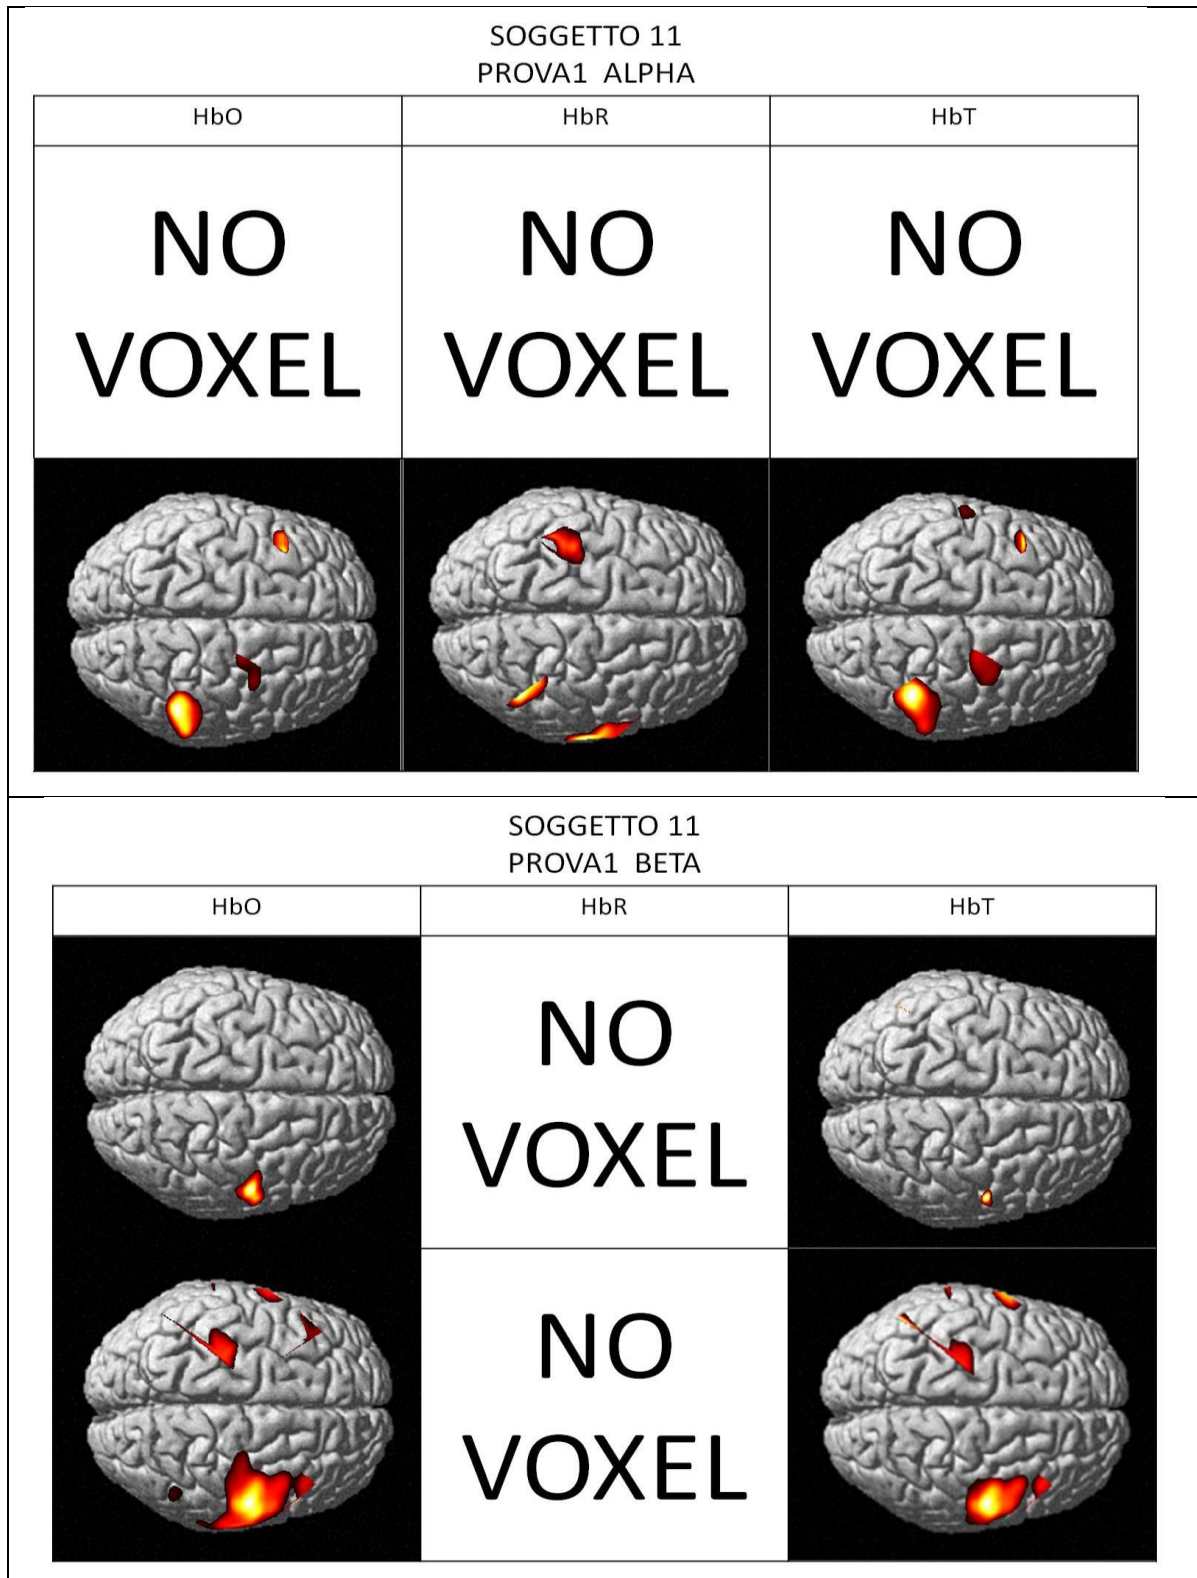 SOGGETTO 11
PROVA1 ALPHA
HbO HbR HbT
NO NO NO
VOXEL VOXEL VOXEL
SOGGETTO 11
PROVA1 BETA
HbO HbR HbT
NO
VOXEL
NO
VOXEL